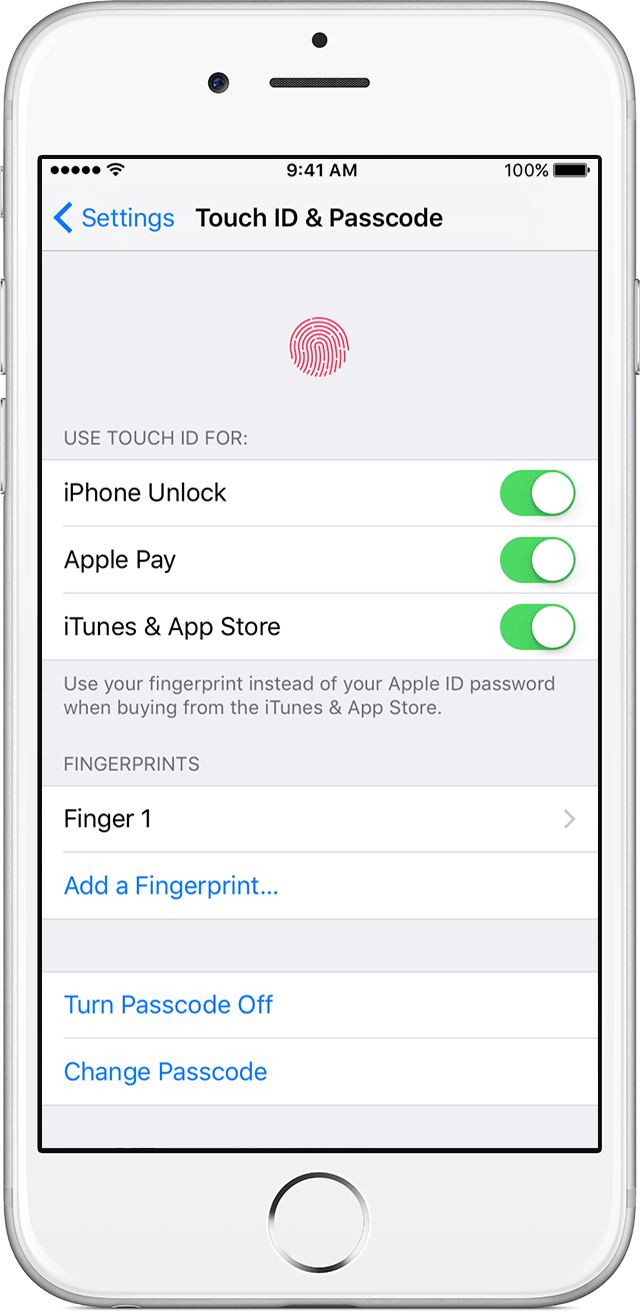 9:41 AM
100%
Settings
Touch ID & Passcode
USE TOUCH ID FOR:
iPhone Unlock
Apple Pay
iTunes & App Store
Use your fingerprint instead of your Apple ID password
when buying from the iTunes & App Store.
FINGERPRINTS
Finger 1
Add a Fingerprint...
Turn Passcode Off
Change Passcode